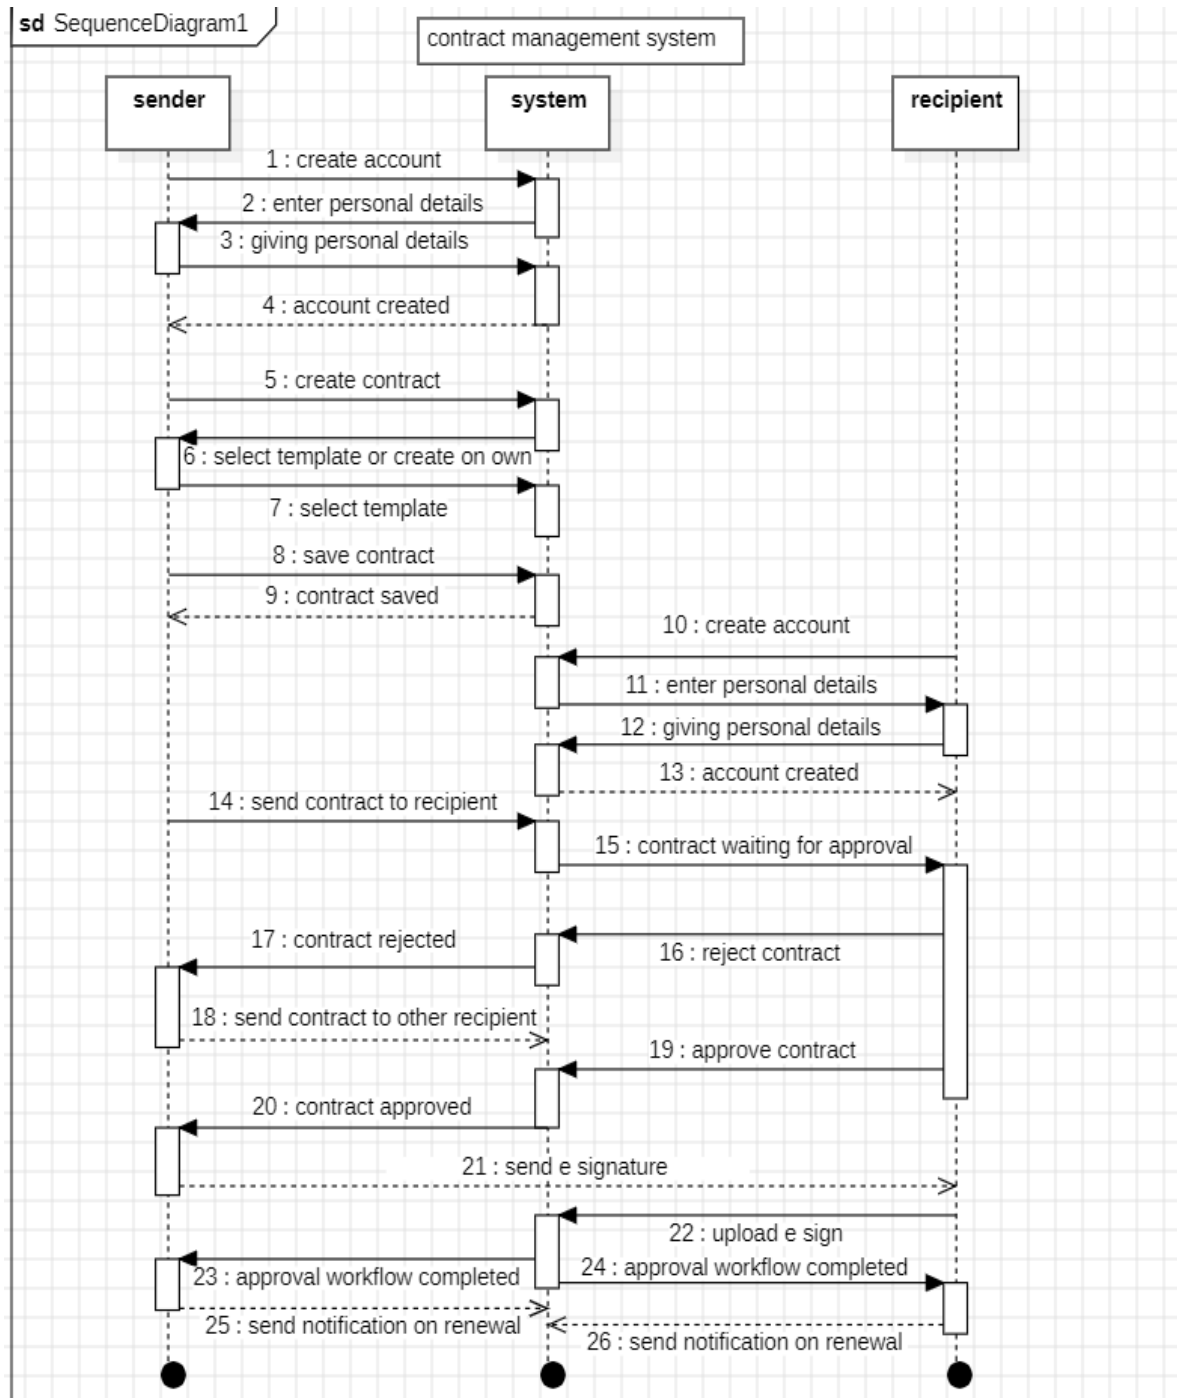 sd SequenceDiagram1
contract management system
sender
system
recipient
1 : create account
2 : enter personal details
3 : giving personal details
4 : account created
5 : create contract
6 : select template or create on own
7 : select template
8 : save contract
9 : contract saved
10 : create account
11 : enter personal details
12 : giving personal details
13 : account created
14 : send contract to recipient
15 : contract waiting for approval
16 : reject contract
17 : contract rejected
18 : send contract to other recipient
19 : approve contract
20 : contract approved
21 : send e signature
22 : upload e sign
23 : approval workflow completed
24 : approval workflow completed
25 : send notification on renewal
26 : send notification on renewal